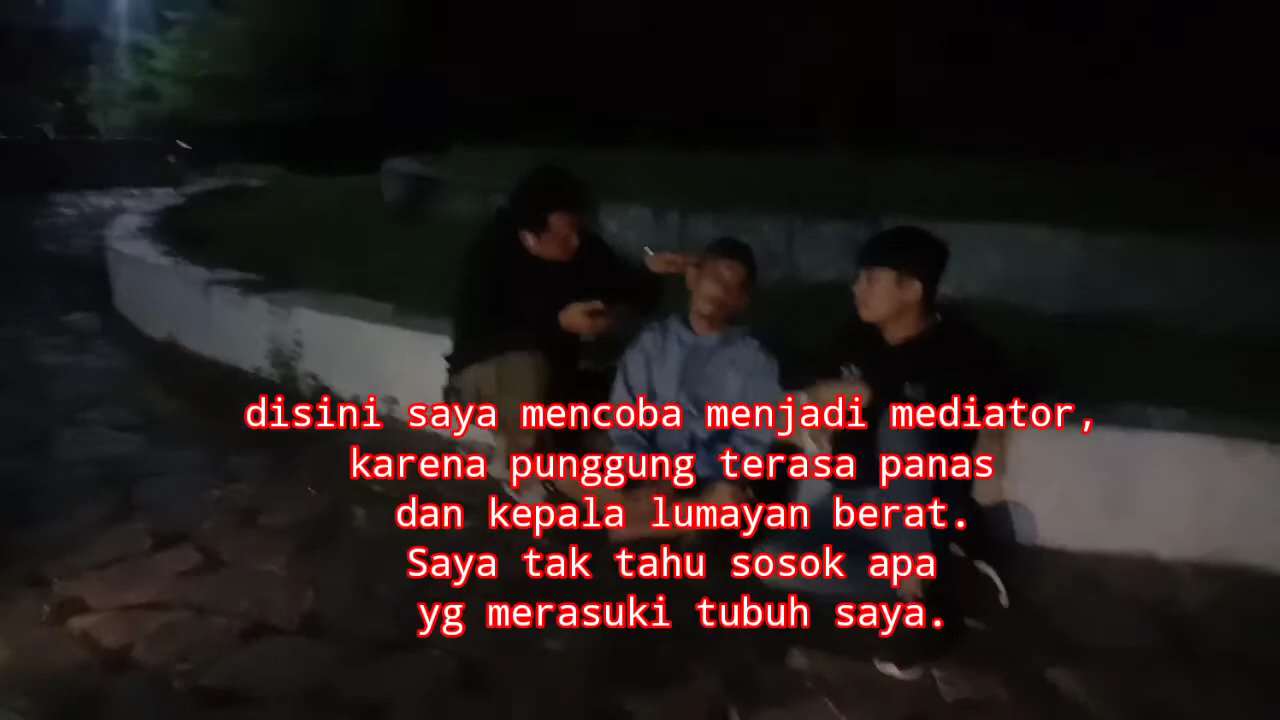 disini saya mencoba menjadi mediator,
karena punggung terasa panas
dan kepala lumayan berat.
Saya tak tahu sosok apa
yg merasuki tubuh saya.